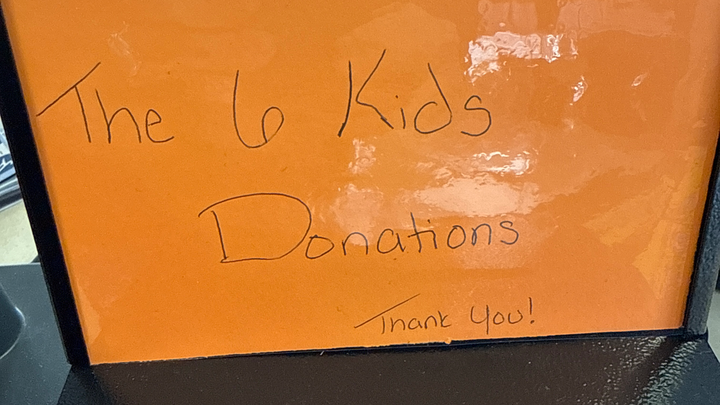 The 6 Kids
Donations
Thank you!